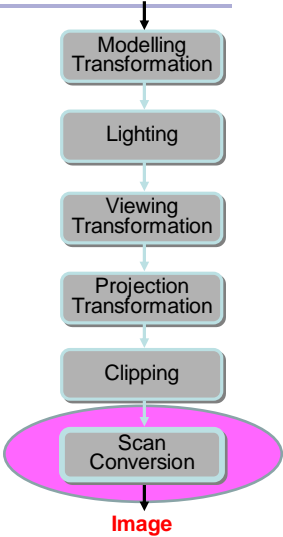 Modelling
Transformation
Lighting
Viewing
Transformation
Projection
Transformation
Clipping
Scan
Conversion
Image